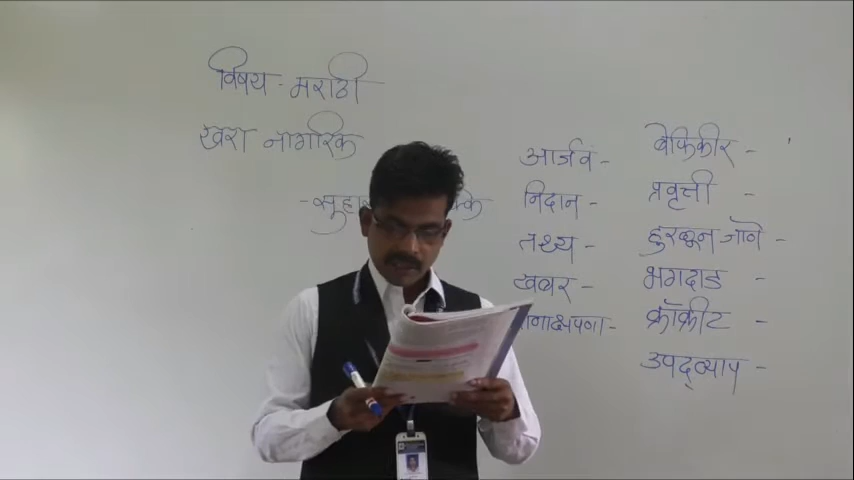 विषय - मराठी
खरा नागरिक
- सुहास
आर्जव -
निदान -
तथ्य -
खबर -
बेफिकीर -
प्रवृत्ती -
हुरळून जाणे -
भगदाड -
क्राँक्रीट -
उपद्व्याप -